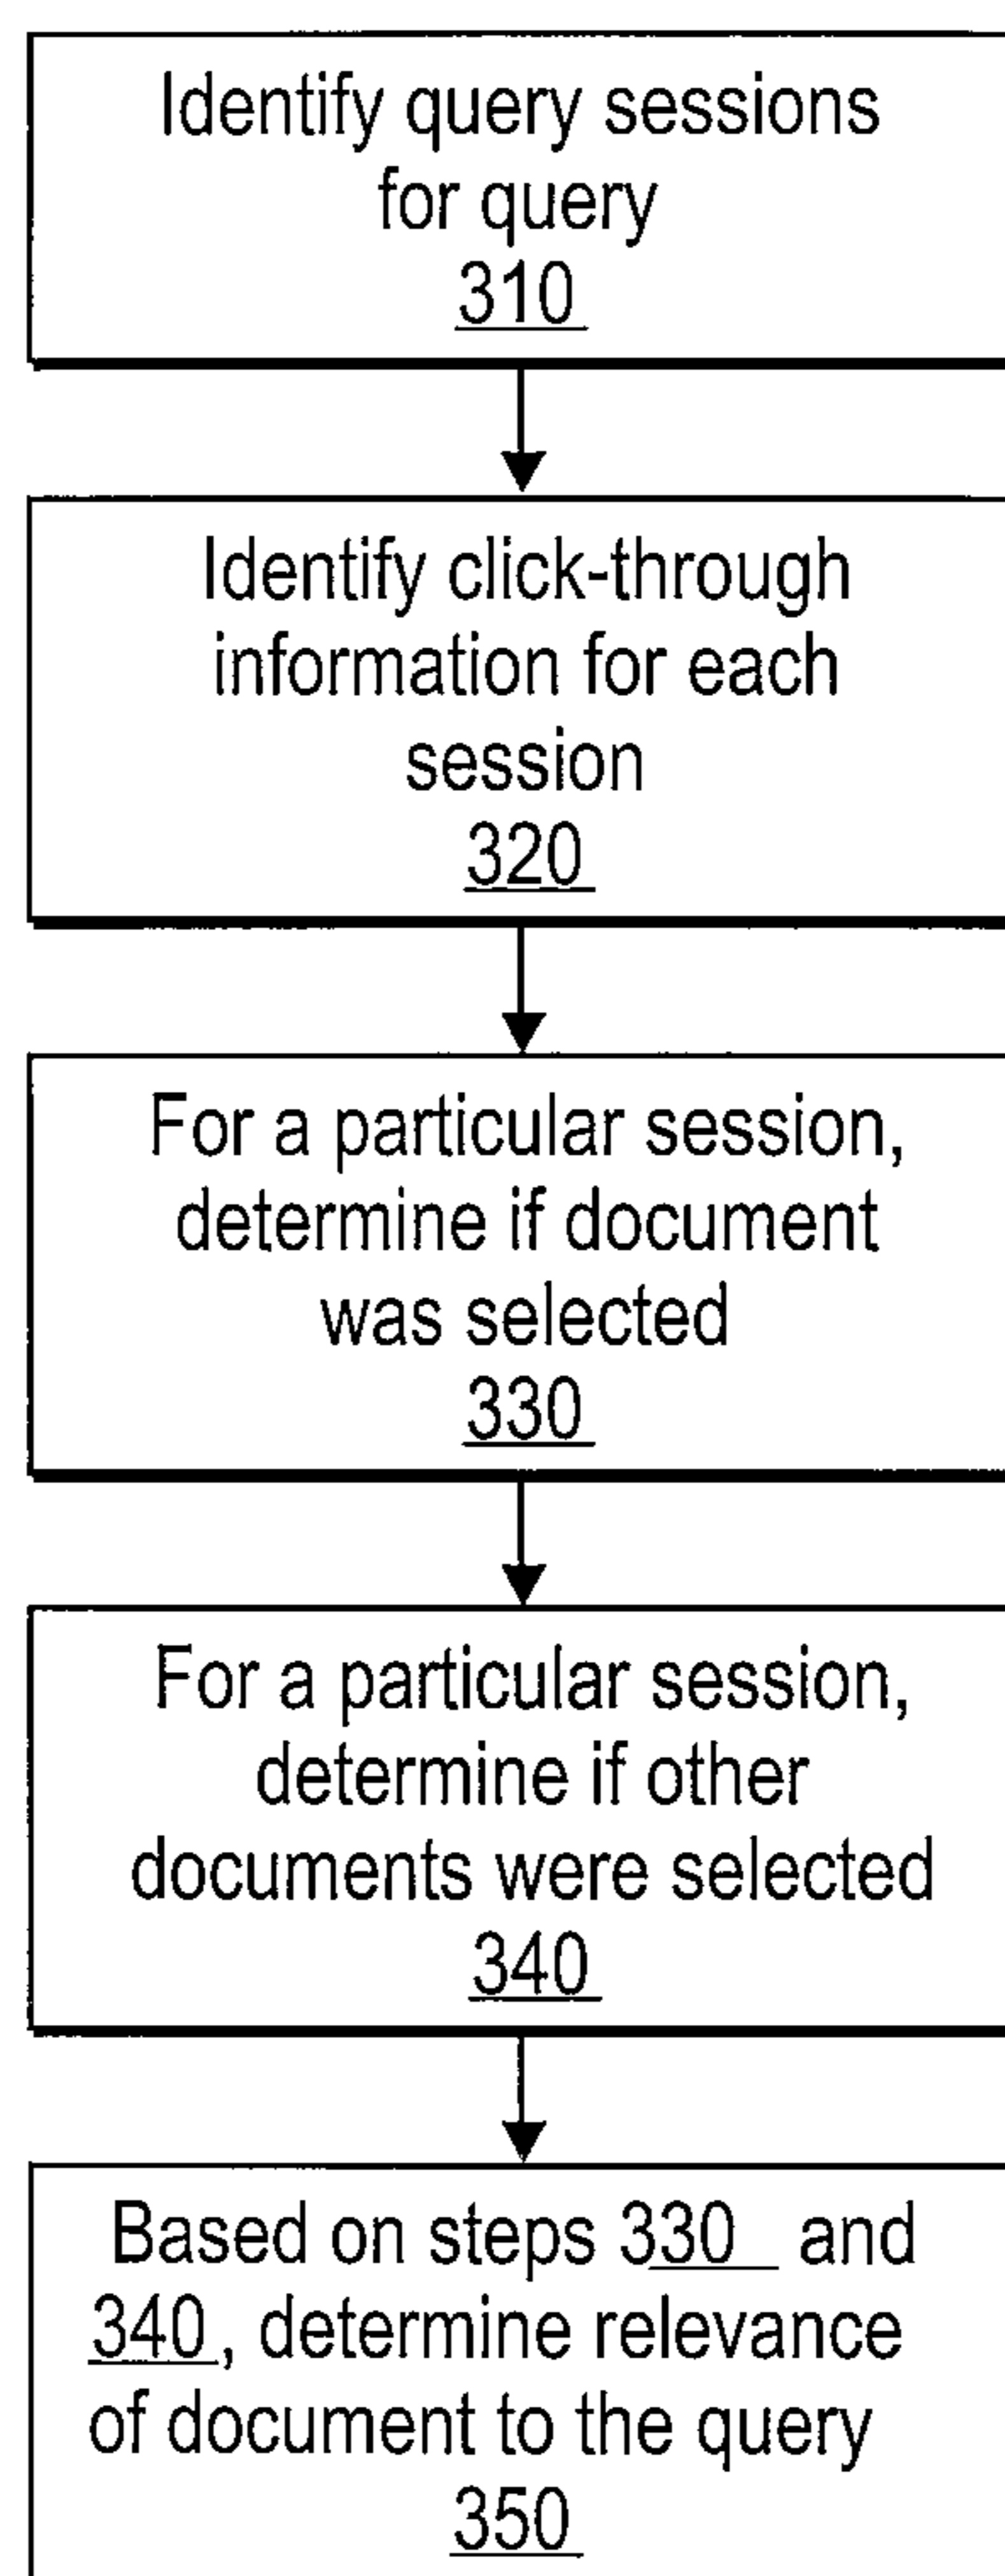 Identify query sessions
for query
310
Identify click-through
information for each
session
320
For a particular session,
determine if document
was selected
330
For a particular session,
determine if other
documents were selected
340
Based on steps 330 and
340, determine relevance
of document to the query
350